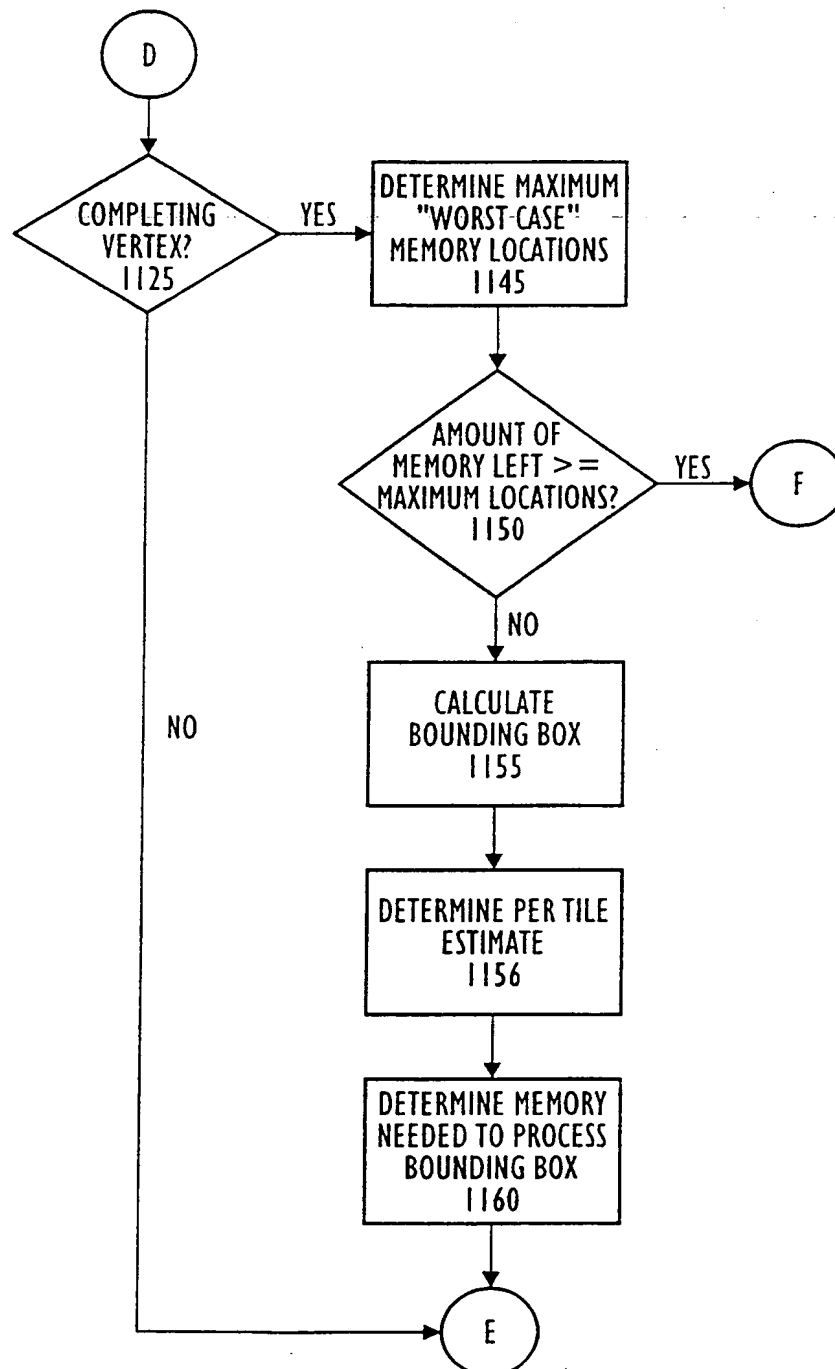 D
COMPLETING
VERTEX?
1125
YES
DETERMINE MAXIMUM
"WORST CASE"
MEMORY LOCATIONS
1145
AMOUNT OF
MEMORY LEFT >=
MAXIMUM LOCATIONS?
1150
YES
F
NO
CALCULATE
BOUNDING BOX
1155
NO
DETERMINE PER TILE
ESTIMATE
1156
DETERMINE MEMORY
NEEDED TO PROCESS
BOUNDING BOX
1160
E